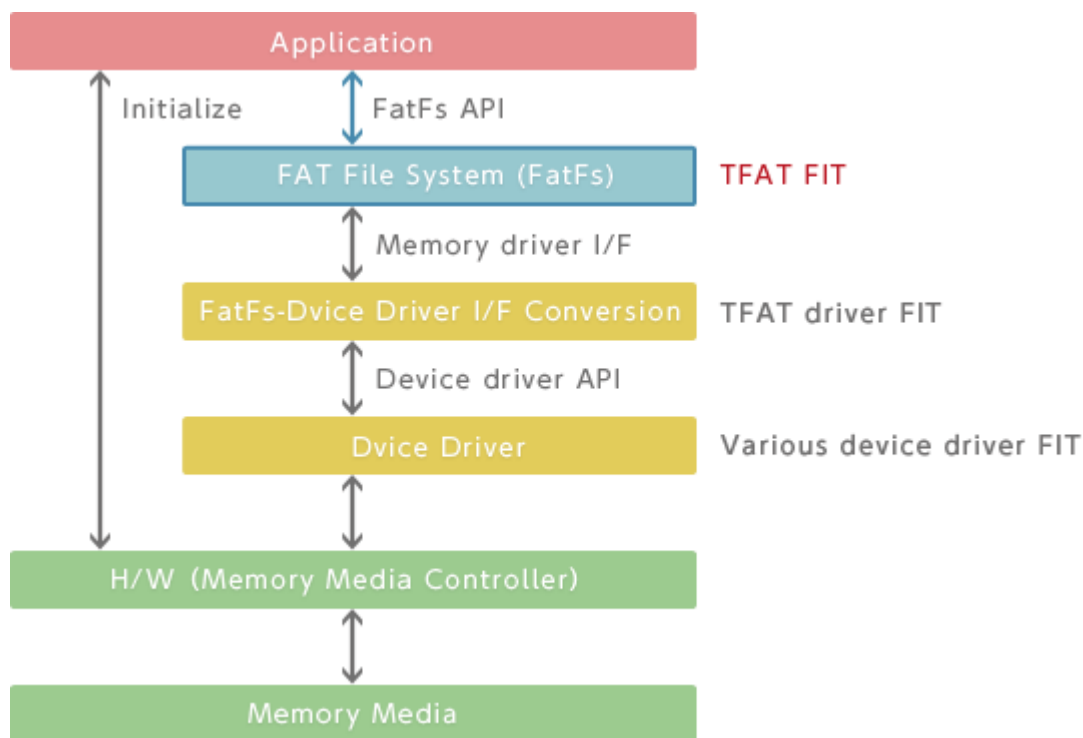 Application
Initialize
FatFs API
FAT File System (FatFs)
TFAT FIT
Memory driver I/F
FatFs-Dvice Driver I/F Conversion
TFAT driver FIT
Device driver API
Dvice Driver
Various device driver FIT
H/W (Memory Media Controller)
Memory Media